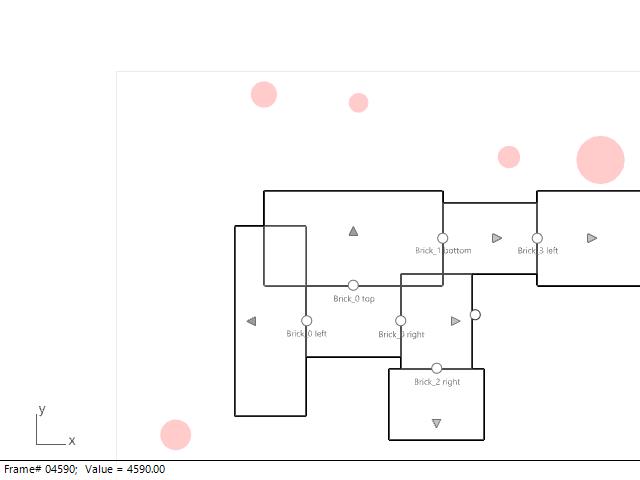 Brick_1 bottom
Brick_3 left
Brick_0 top
Brick_0 left
Brick_0 right
Brick_2 right
y
x
Frame# 04590;  Value = 4590.00